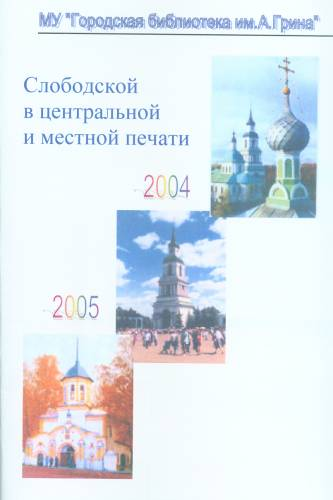 МУ "Городская библиотека им.А.Грина"
Слободской
в центральной
и местной печати
2004
2005